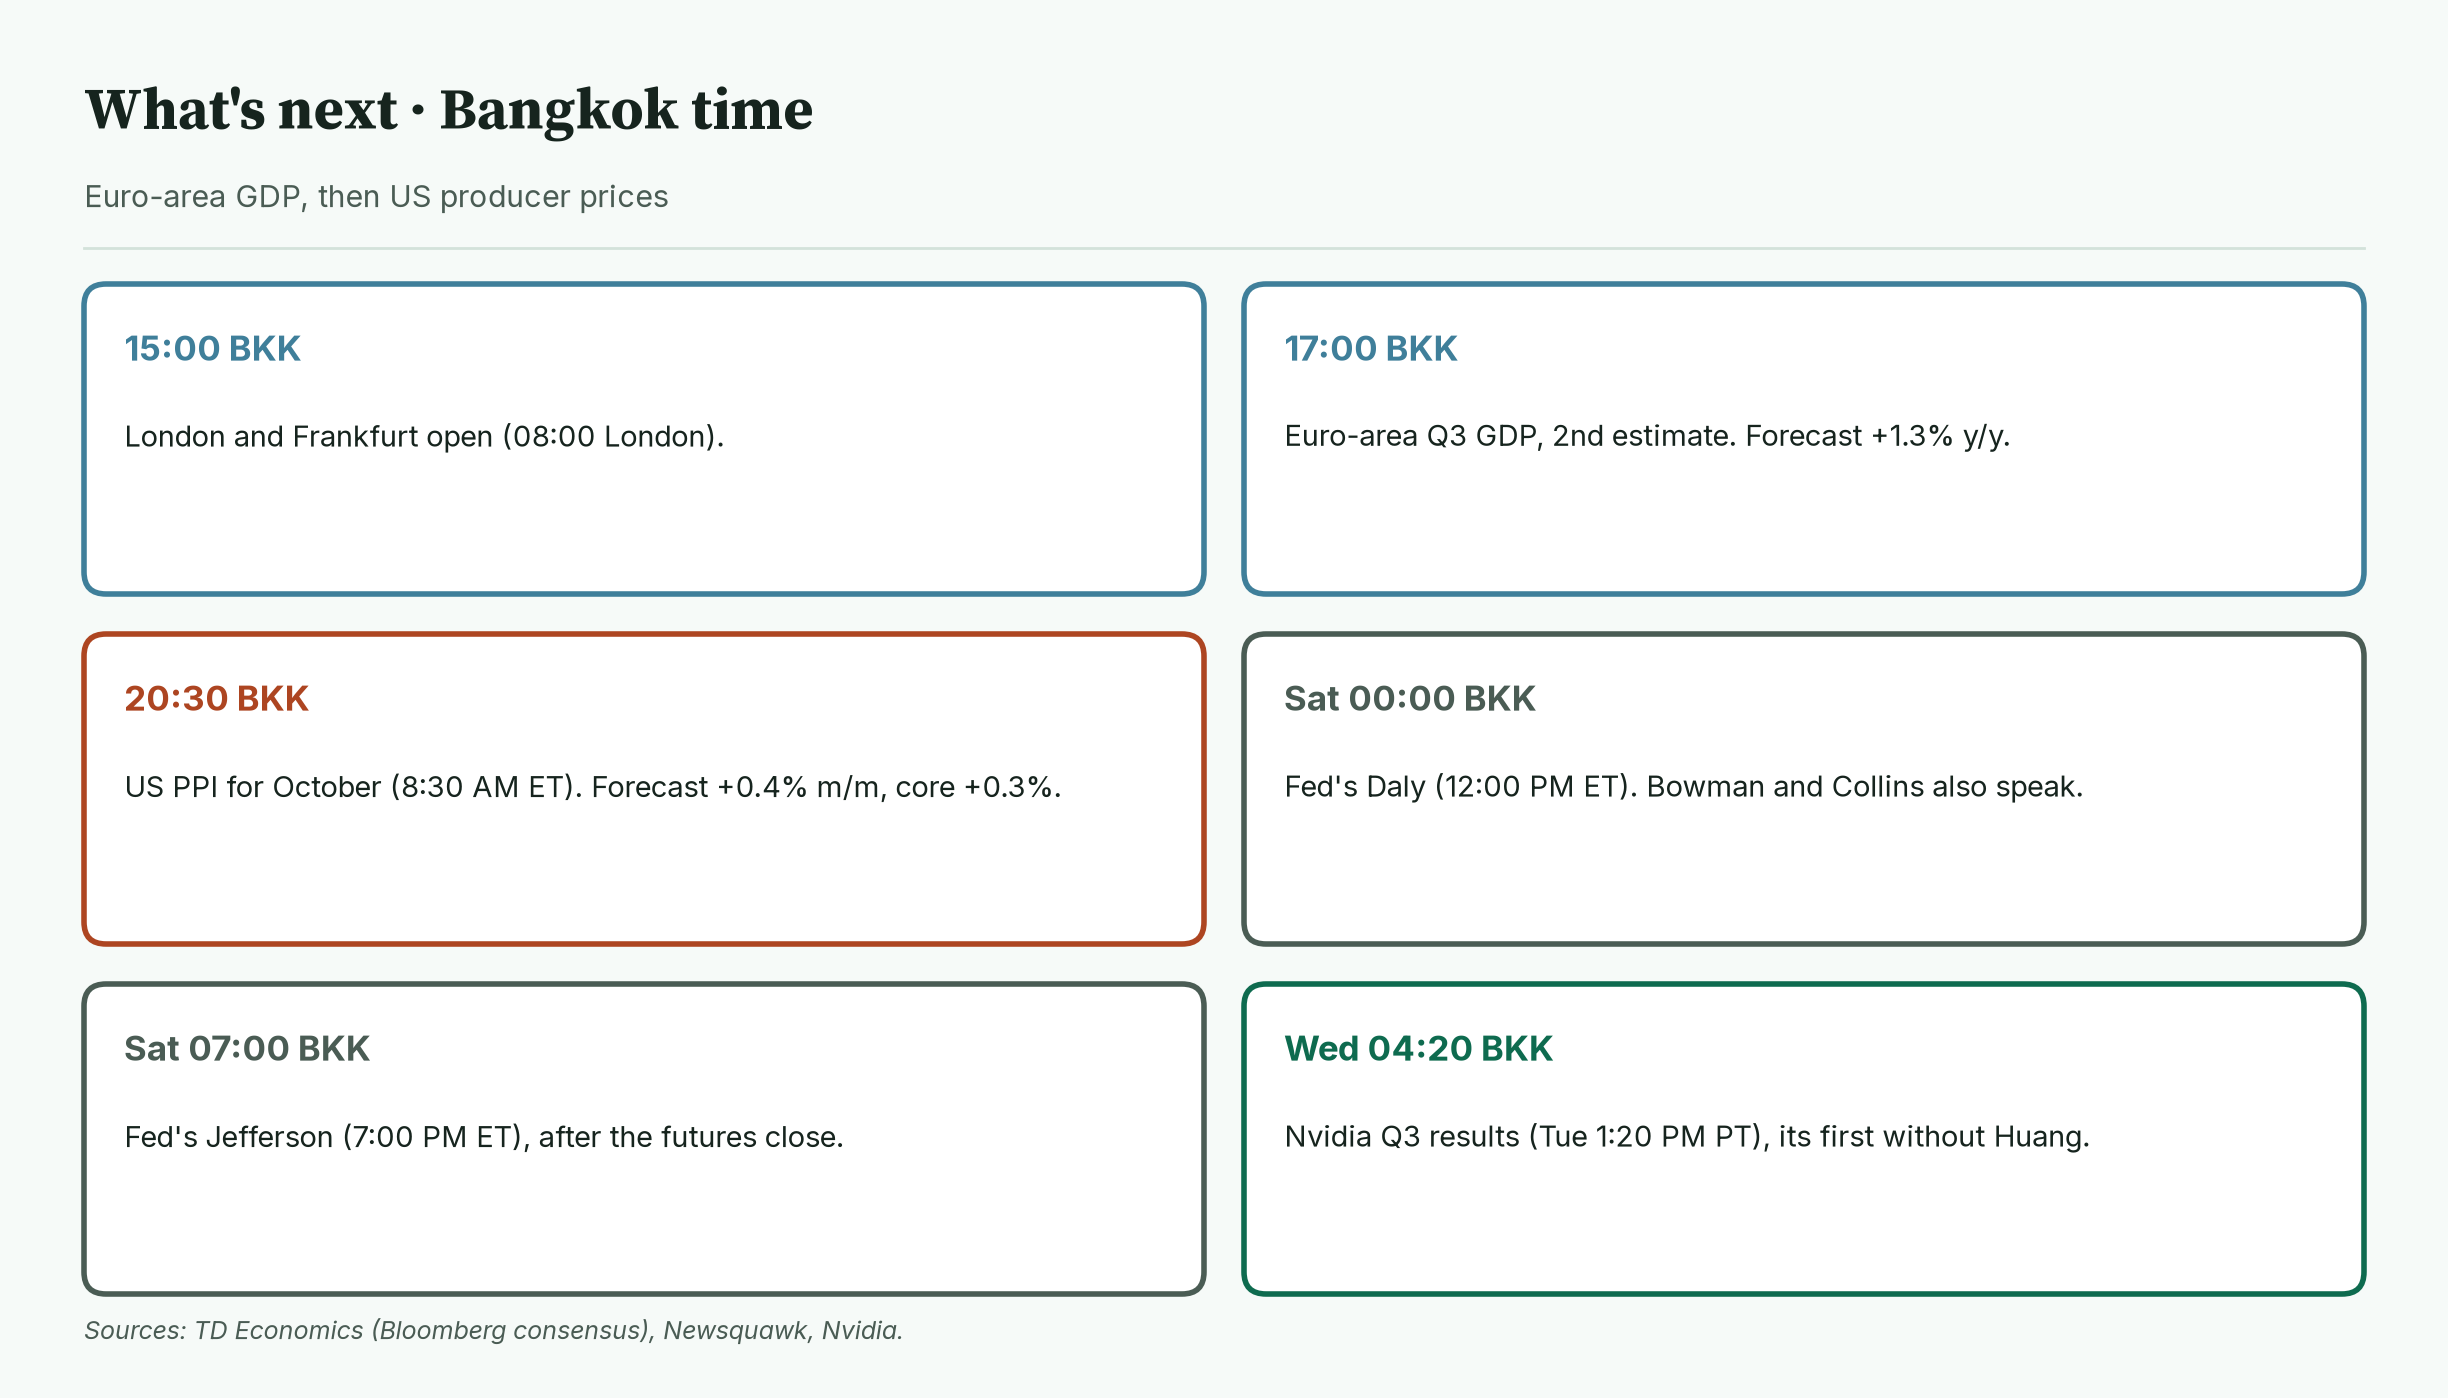 What's next · Bangkok time
Euro-area GDP, then US producer prices
15:00 BKK
London and Frankfurt open (08:00 London).
17:00 BKK
Euro-area Q3 GDP, 2nd estimate. Forecast +1.3% y/y.
20:30 BKK
US PPI for October (8:30 AM ET). Forecast +0.4% m/m, core +0.3%.
Sat 00:00 BKK
Fed's Daly (12:00 PM ET). Bowman and Collins also speak.
Sat 07:00 BKK
Fed's Jefferson (7:00 PM ET), after the futures close.
Wed 04:20 BKK
Nvidia Q3 results (Tue 1:20 PM PT), its first without Huang.
Sources: TD Economics (Bloomberg consensus), Newsquawk, Nvidia.